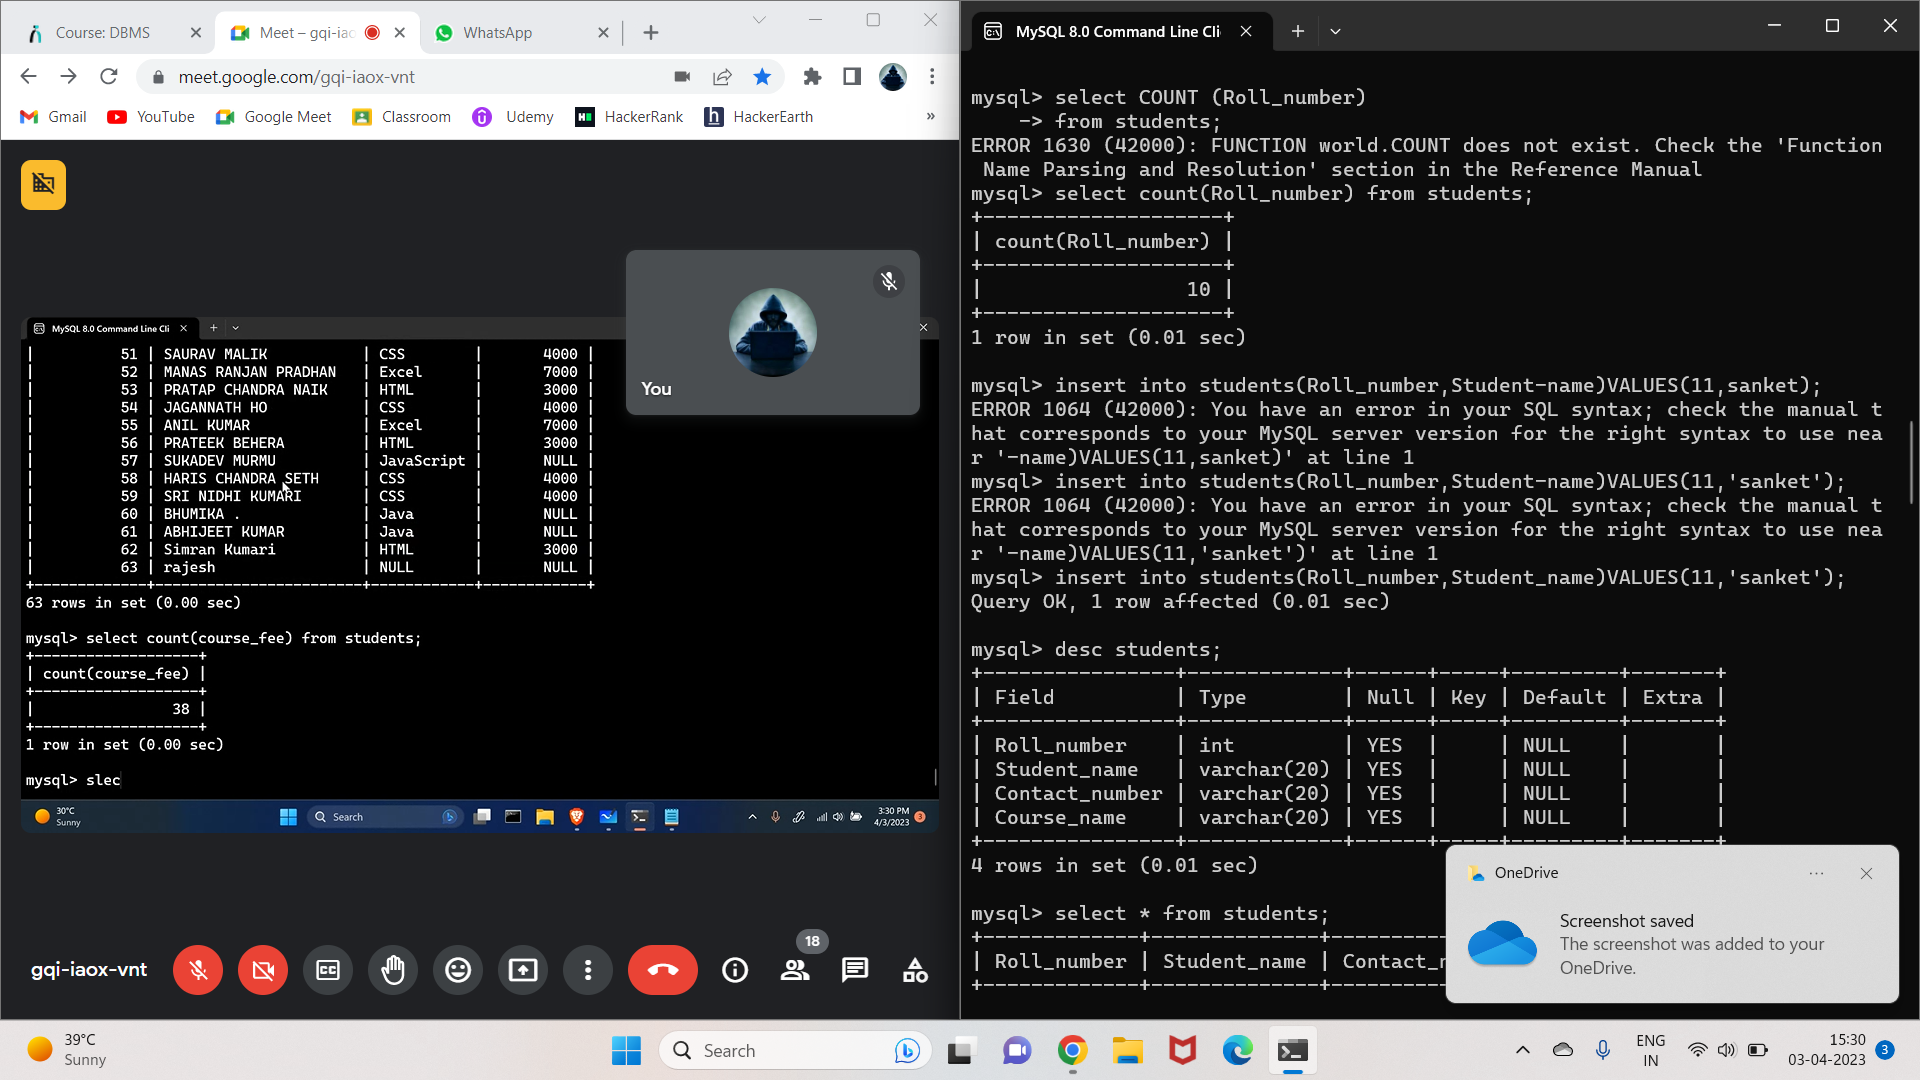 Course: DBMS
Meet – gqi-iao
WhatsApp
meet.google.com/gqi-iaox-vnt
Gmail
YouTube
Google Meet
Classroom
Udemy
HackerRank
HackerEarth
»
You
MySQL 8.0 Command Line Cli
| 51 | SAURAV MALIK | CSS | 4000 |
| 52 | MANAS RANJAN PRADHAN | Excel | 7000 |
| 53 | PRATAP CHANDRA NAIK | HTML | 3000 |
| 54 | JAGANNATH HO | CSS | 4000 |
| 55 | ANIL KUMAR | Excel | 7000 |
| 56 | PRATEEK BEHERA | HTML | 3000 |
| 57 | SUKADEV MURMU | JavaScript | NULL |
| 58 | HARIS CHANDRA SETH | CSS | 4000 |
| 59 | SRI NIDHI KUMARI | CSS | 4000 |
| 60 | BHUMIKA . | Java | NULL |
| 61 | ABHIJEET KUMAR | Java | NULL |
| 62 | Simran Kumari | HTML | 3000 |
| 63 | rajesh | NULL | NULL |
+-------------+-------------------------+-------------+-------------+
63 rows in set (0.00 sec)
mysql> select count(course_fee) from students;
+-------------------+
| count(course_fee) |
+-------------------+
| 38 |
+-------------------+
1 row in set (0.00 sec)
mysql> slec
30°C
Sunny
Search
3:30 PM
4/3/2023
3
gqi-iaox-vnt
18
MySQL 8.0 Command Line Cli
mysql> select COUNT (Roll_number)
-> from students;
ERROR 1630 (42000): FUNCTION world.COUNT does not exist. Check the 'Function
Name Parsing and Resolution' section in the Reference Manual
mysql> select count(Roll_number) from students;
+--------------------+
| count(Roll_number) |
+--------------------+
| 10 |
+--------------------+
1 row in set (0.01 sec)
mysql> insert into students(Roll_number,Student-name)VALUES(11,sanket);
ERROR 1064 (42000): You have an error in your SQL syntax; check the manual t
hat corresponds to your MySQL server version for the right syntax to use nea
r '-name)VALUES(11,sanket)' at line 1
mysql> insert into students(Roll_number,Student-name)VALUES(11,'sanket');
ERROR 1064 (42000): You have an error in your SQL syntax; check the manual t
hat corresponds to your MySQL server version for the right syntax to use nea
r '-name)VALUES(11,'sanket')' at line 1
mysql> insert into students(Roll_number,Student_name)VALUES(11,'sanket');
Query OK, 1 row affected (0.01 sec)
mysql> desc students;
+----------------+-------------+------+-----+---------+-------+
| Field | Type | Null | Key | Default | Extra |
+----------------+-------------+------+-----+---------+-------+
| Roll_number | int | YES | | NULL | |
| Student_name | varchar(20) | YES | | NULL | |
| Contact_number | varchar(20) | YES | | NULL | |
| Course_name | varchar(20) | YES | | NULL | |
+----------------+-------------+------+-----+---------+-------+
4 rows in set (0.01 sec)
mysql> select * from students;
+-------------+--------------+----------
| Roll_number | Student_name | Contact_
+-------------+--------------+----------
OneDrive
Screenshot saved
The screenshot was added to your
OneDrive.
39°C
Sunny
Search
ENG
IN
15:30
03-04-2023
3